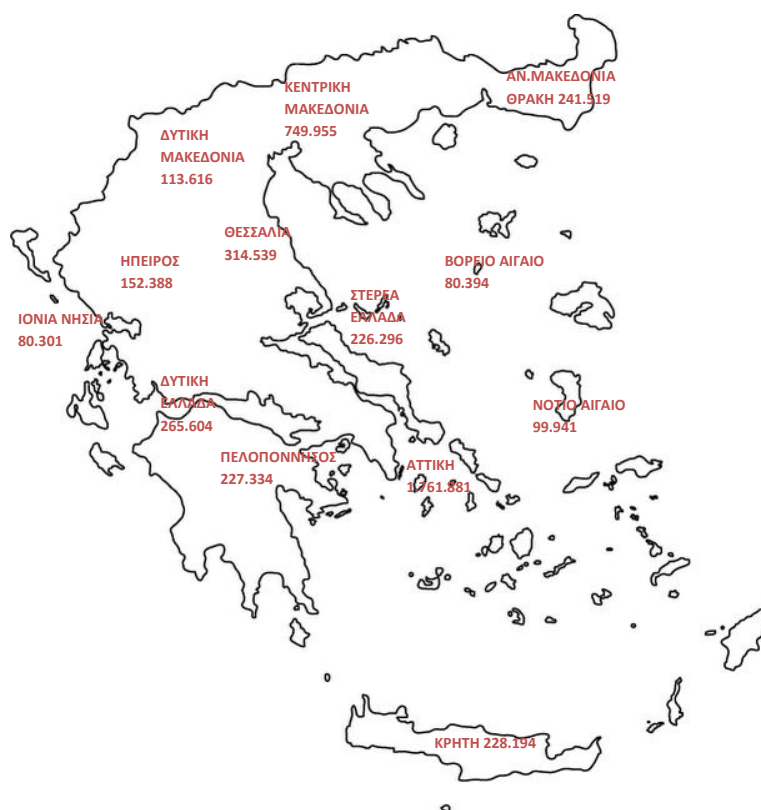 ΑΝ.ΜΑΚΕΔΟΝΙΑ
ΘΡΑΚΗ 241.519
ΚΕΝΤΡΙΚΗ
ΜΑΚΕΔΟΝΙΑ
749.955
ΔΥΤΙΚΗ
ΜΑΚΕΔΟΝΙΑ
113.616
ΘΕΣΣΑΛΙΑ
314.539
ΗΠΕΙΡΟΣ
152.388
ΒΟΡΕΙΟ ΑΙΓΑΙΟ
80.394
ΣΤΕΡΕΑ
ΕΛΛΑΔΑ
226.296
ΙΟΝΙΑ ΝΗΣΙΑ
80.301
ΔΥΤΙΚΗ
ΕΛΛΑΔΑ
265.604
ΝΟΤΙΟ ΑΙΓΑΙΟ
99.941
ΠΕΛΟΠΟΝΝΗΣΟΣ
227.334
ΑΤΤΙΚΗ
1.761.881
ΚΡΗΤΗ 228.194